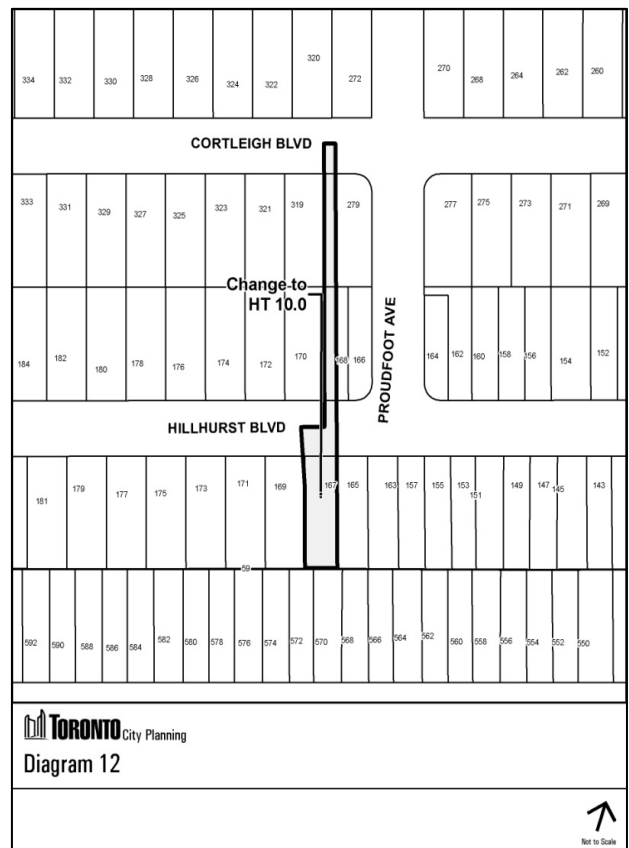 334 332 330 328 326 324 322 320 272 270 268 264 262 260
CORTLEIGH BLVD
333 331 329 327 325 323 321 319 279 277 275 273 271 269
Change to
HT 10.0
184 182 180 178 176 174 172 170 168 166 164 162 160 158 156 154 152
PROUDFOOT AVE
HILLHURST BLVD
181 179 177 175 173 171 169 167 165 163 157 155 153 151 149 147 145 143
59
592 590 588 586 584 582 580 578 576 574 572 570 568 566 564 562 560 558 556 554 552 550
TORONTO City Planning
Diagram 12
Not to Scale